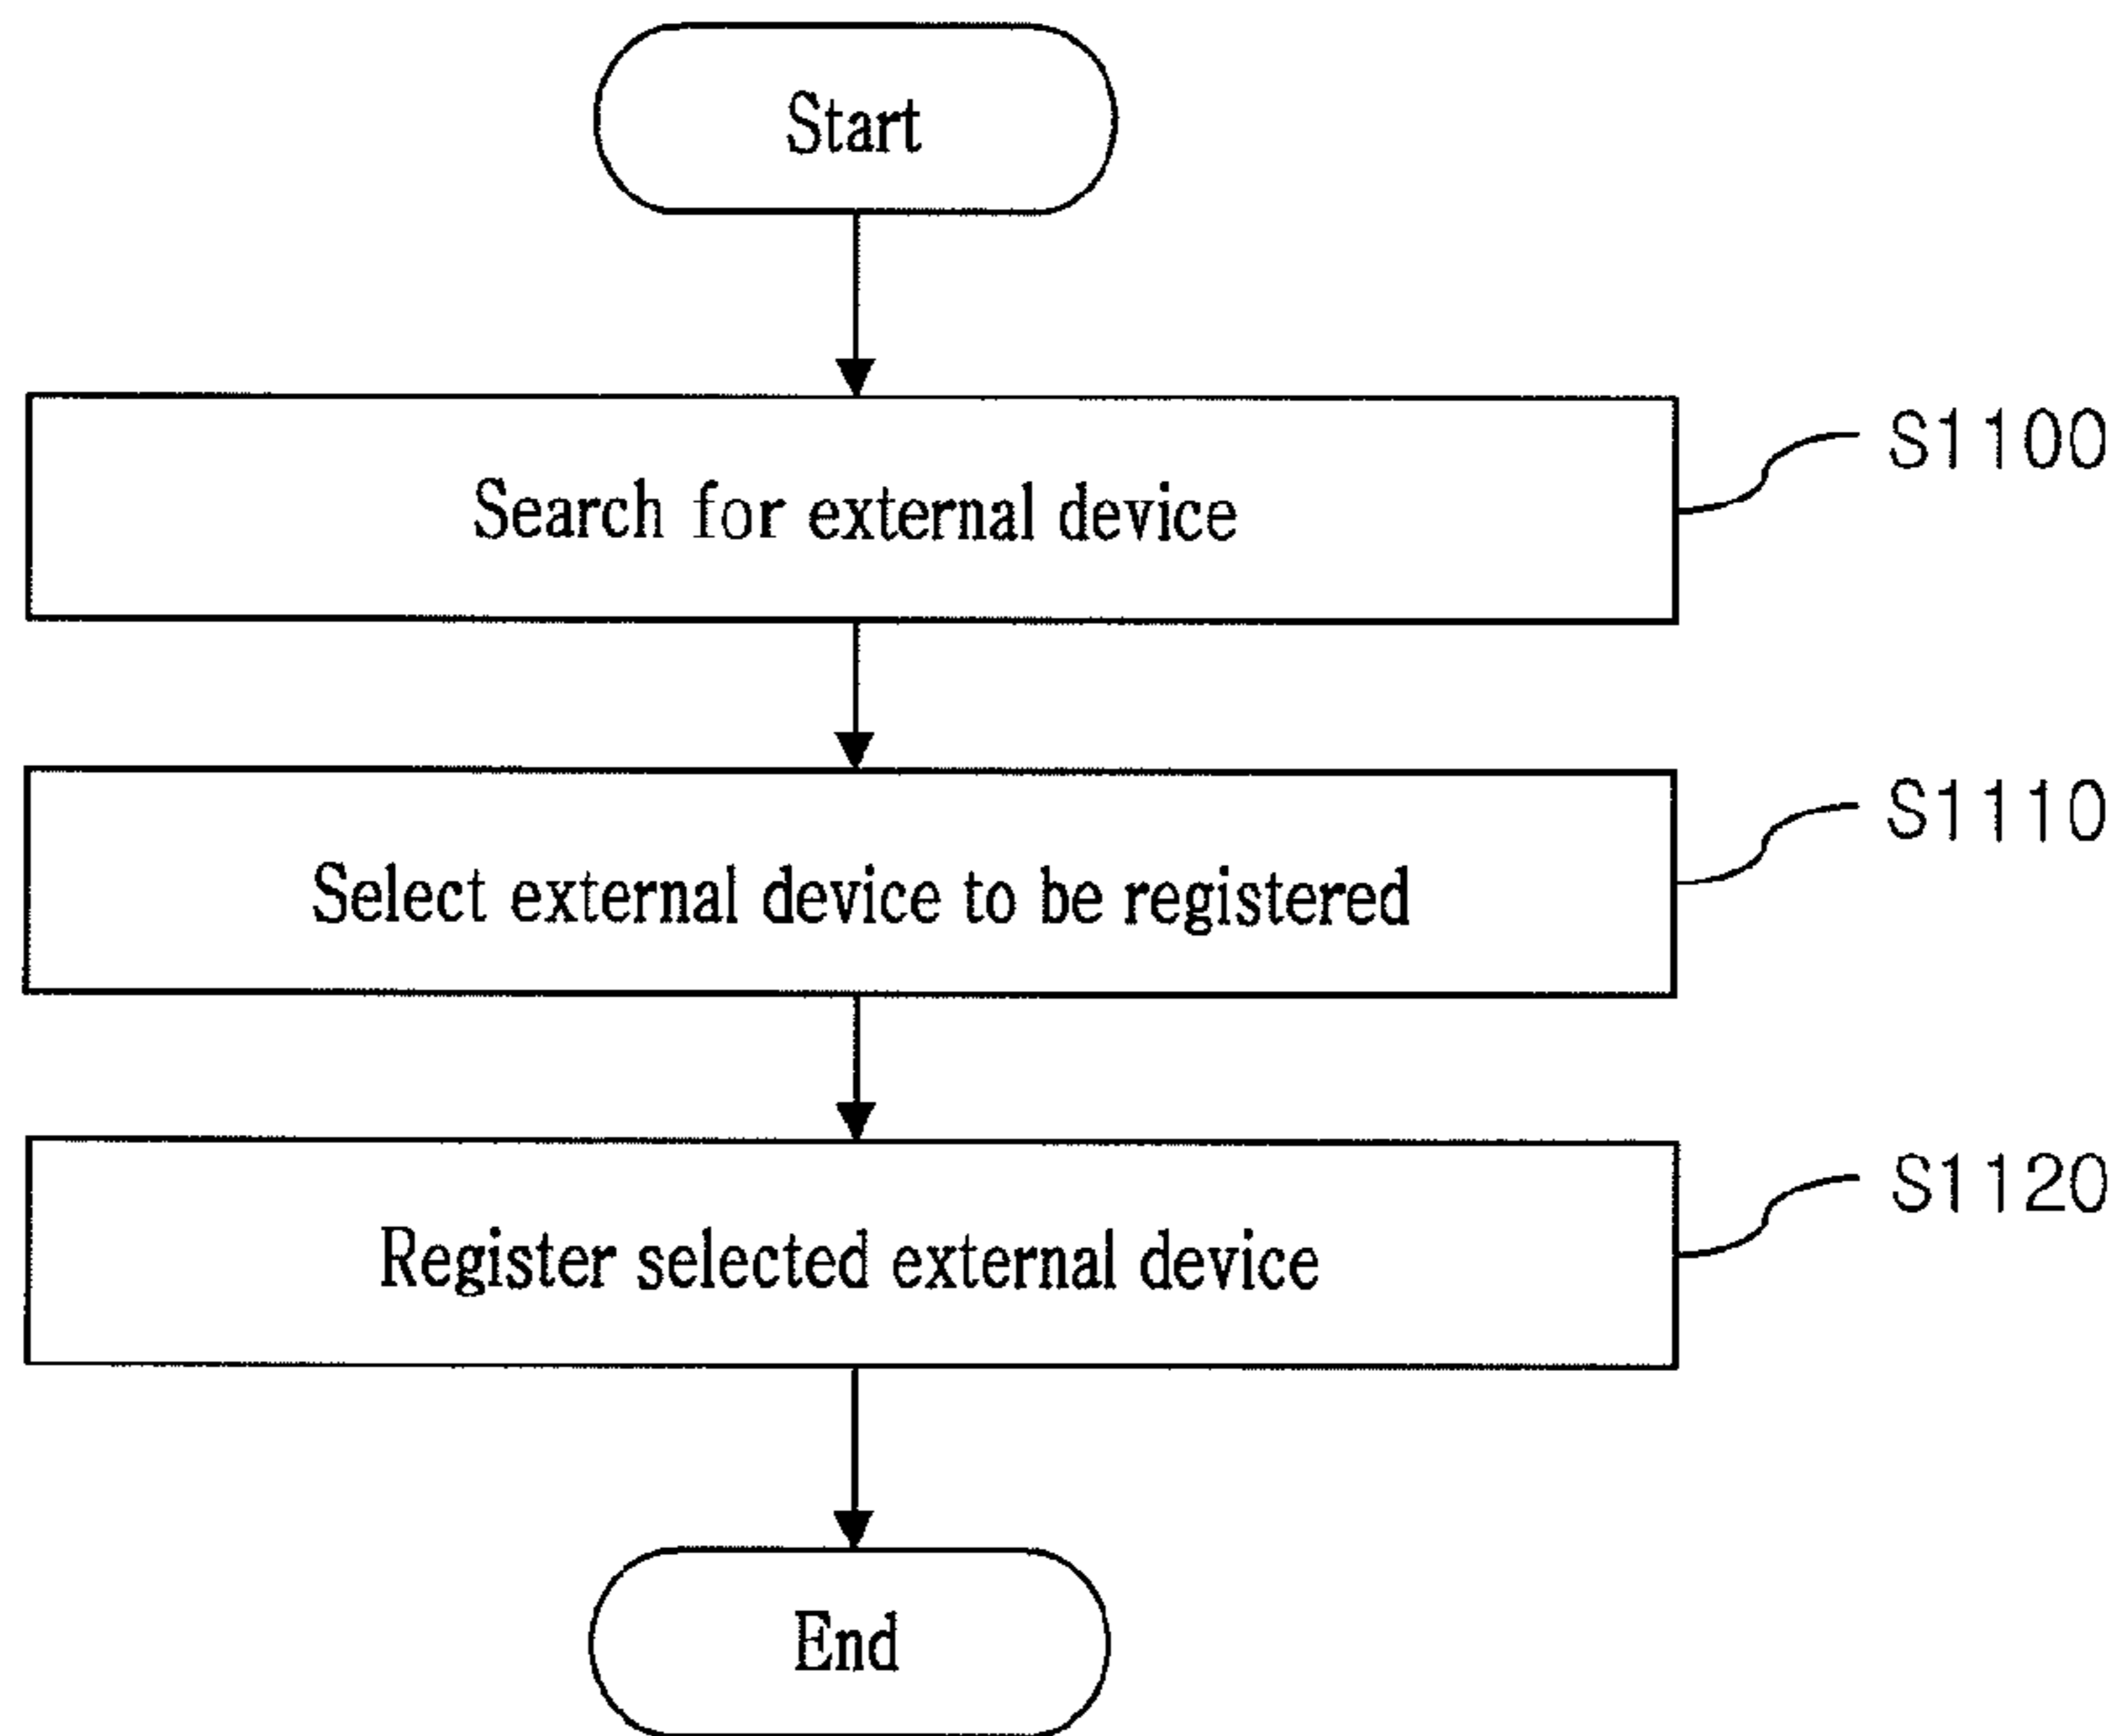 Start
Search for external device
S1100
Select external device to be registered
S1110
Register selected external device
S1120
End